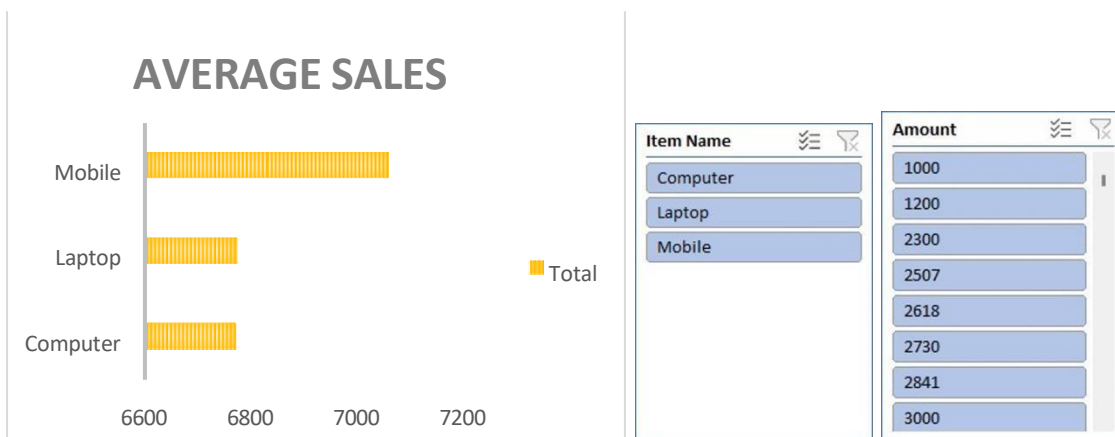 AVERAGE SALES
Mobile
Laptop
Computer
6600 6800 7000 7200
Total
Item Name
Computer
Laptop
Mobile
Amount
1000
1200
2300
2507
2618
2730
2841
3000